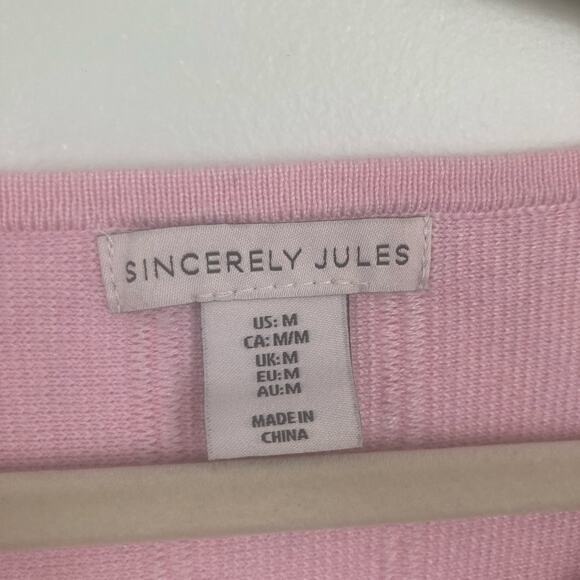 SINCERELY JULES
US: M
CA: M/M
UK:M
EU:M
AU:M
MADE IN
CHINA